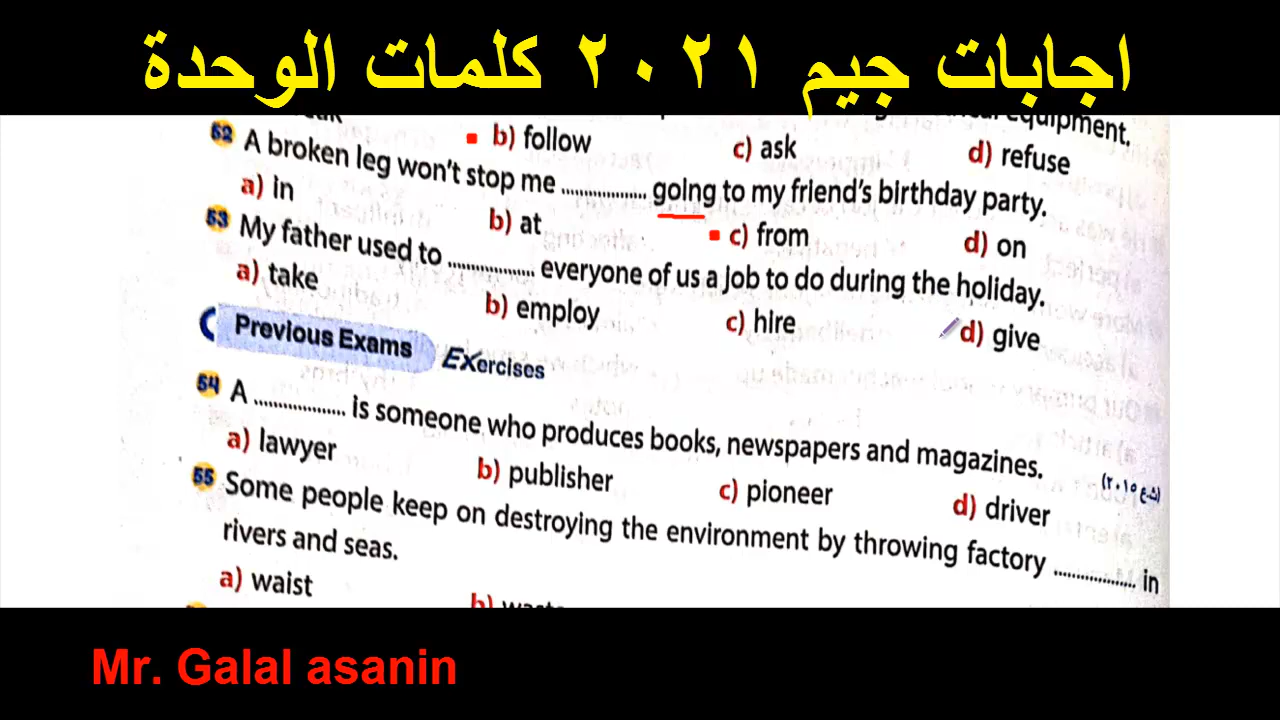 اجابات جيم ٢٠٢١ كلمات الوحدة
equipment.
b) follow c) ask d) refuse
52 A broken leg won't stop me ................. going to my friend's birthday party.
a) in b) at c) from d) on
53 My father used to ................. everyone of us a job to do during the holiday.
a) take b) employ c) hire d) give
Previous Exams Exercises
54 A .................. is someone who produces books, newspapers and magazines.
a) lawyer b) publisher c) pioneer d) driver
55 Some people keep on destroying the environment by throwing factory ................. in
rivers and seas.
a) waist b)
Mr. Galal asanin